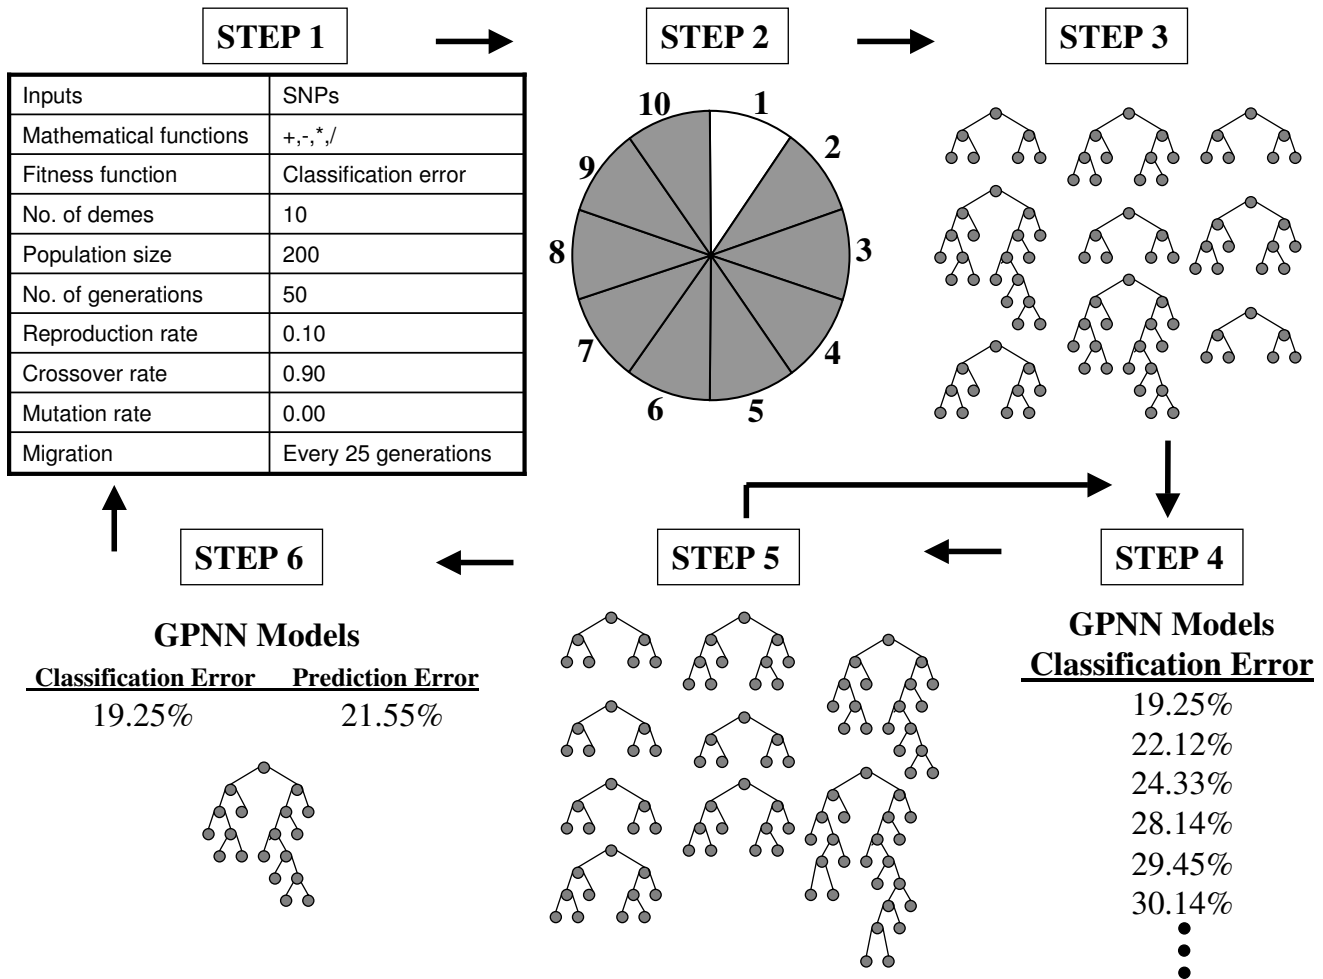 STEP 1
Inputs SNPs
Mathematical functions +,-,*,/
Fitness function Classification error
No. of demes 10
Population size 200
No. of generations 50
Reproduction rate 0.10
Crossover rate 0.90
Mutation rate 0.00
Migration Every 25 generations
STEP 2
10 1
9 2
8 3
7 4
6 5
STEP 3
STEP 4
GPNN Models
Classification Error
19.25%
22.12%
24.33%
28.14%
29.45%
30.14%
STEP 5
STEP 6
GPNN Models
Classification Error Prediction Error
19.25% 21.55%